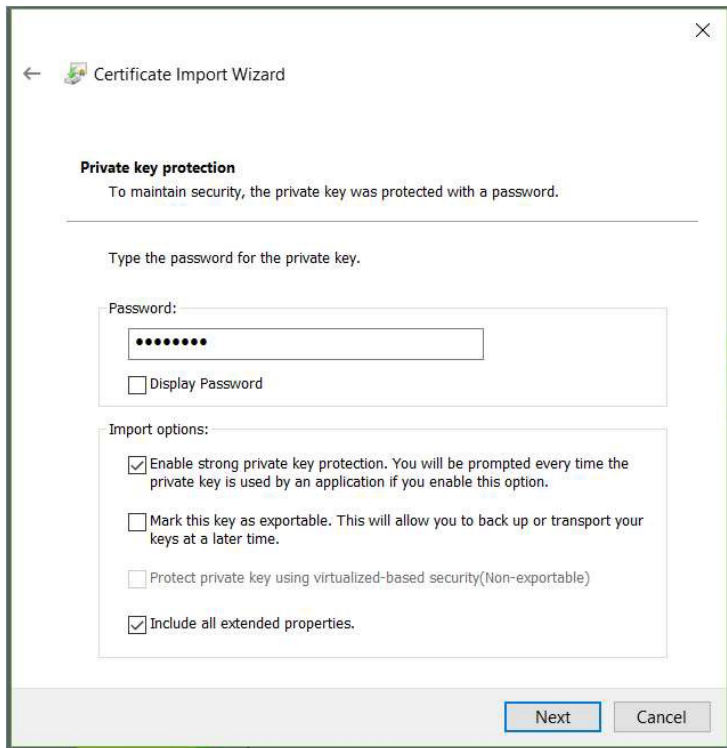 Certificate Import Wizard
Private key protection
To maintain security, the private key was protected with a password.
Type the password for the private key.
Password:
••••••••
Display Password
Import options:
Enable strong private key protection. You will be prompted every time the
private key is used by an application if you enable this option.
Mark this key as exportable. This will allow you to back up or transport your
keys at a later time.
Protect private key using virtualized-based security(Non-exportable)
Include all extended properties.
Next Cancel